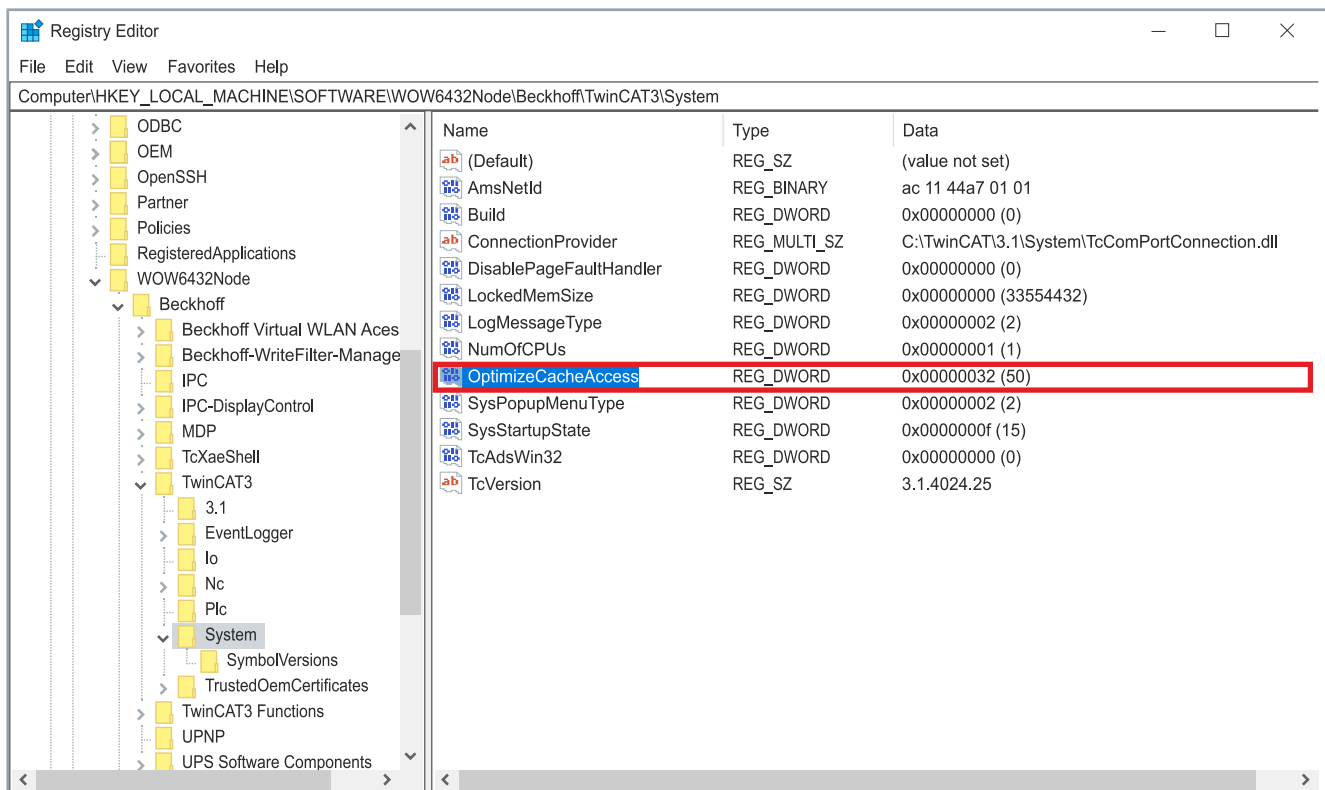 Registry Editor
File Edit View Favorites Help
Computer\HKEY_LOCAL_MACHINE\SOFTWARE\WOW6432Node\Beckhoff\TwinCAT3\System
ODBC
OEM
OpenSSH
Partner
Policies
RegisteredApplications
WOW6432Node
Beckhoff
Beckhoff Virtual WLAN Aces
Beckhoff-WriteFilter-Manage
IPC
IPC-DisplayControl
MDP
TcXaeShell
TwinCAT3
3.1
EventLogger
Io
Nc
Plc
System
SymbolVersions
TrustedOemCertificates
TwinCAT3 Functions
UPNP
UPS Software Components
Name Type Data
(Default) REG_SZ (value not set)
AmsNetId REG_BINARY ac 11 44a7 01 01
Build REG_DWORD 0x00000000 (0)
ConnectionProvider REG_MULTI_SZ C:\TwinCAT\3.1\System\TcComPortConnection.dll
DisablePageFaultHandler REG_DWORD 0x00000000 (0)
LockedMemSize REG_DWORD 0x00000000 (33554432)
LogMessageType REG_DWORD 0x00000002 (2)
NumOfCPUs REG_DWORD 0x00000001 (1)
OptimizeCacheAccess REG_DWORD 0x00000032 (50)
SysPopupMenuType REG_DWORD 0x00000002 (2)
SysStartupState REG_DWORD 0x0000000f (15)
TcAdsWin32 REG_DWORD 0x00000000 (0)
TcVersion REG_SZ 3.1.4024.25